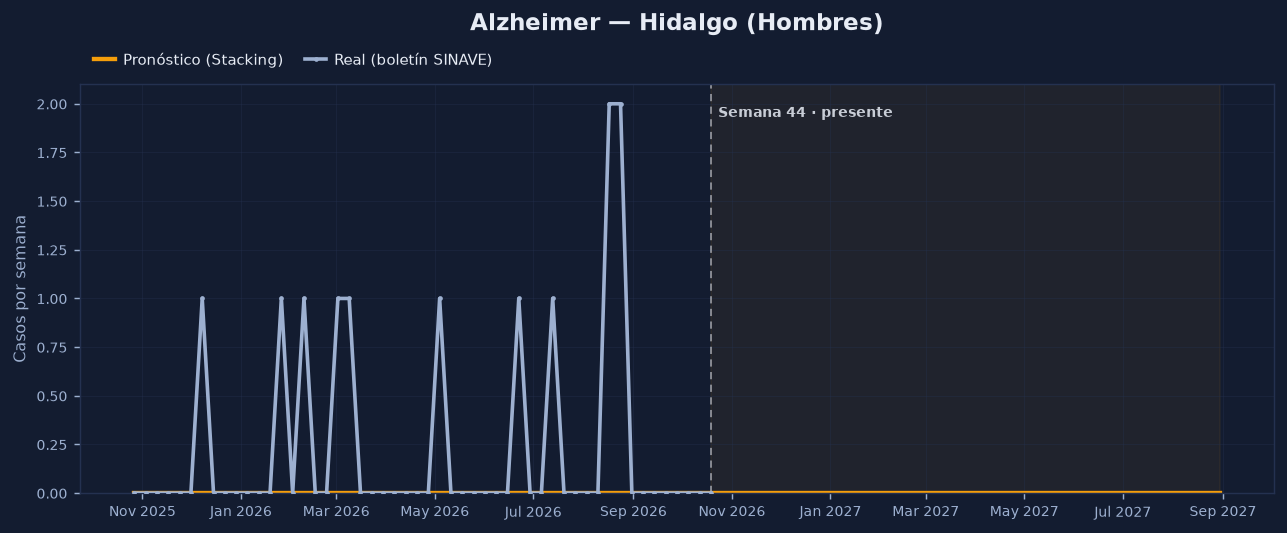 Alzheimer — Hidalgo (Hombres)
Pronóstico (Stacking)
Real (boletín SINAVE)
Semana 44 · presente
Casos por semana
2.00
1.75
1.50
1.25
1.00
0.75
0.50
0.25
0.00
Nov 2025
Jan 2026
Mar 2026
May 2026
Jul 2026
Sep 2026
Nov 2026
Jan 2027
Mar 2027
May 2027
Jul 2027
Sep 2027